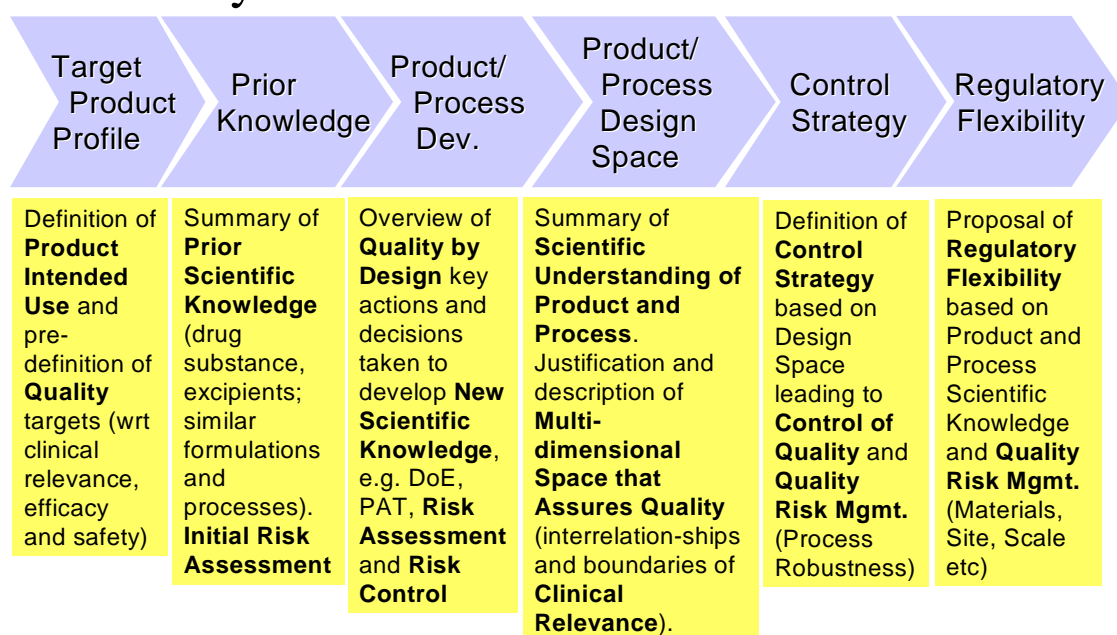 Target
Product
Profile
Prior
Knowledge
Product/
Process
Dev.
Product/
Process
Design
Space
Control
Strategy
Regulatory
Flexibility
Definition of
Product
Intended
Use and
pre-
definition of
Quality
targets (wrt
clinical
relevance,
efficacy
and safety)
Summary of
Prior
Scientific
Knowledge
(drug
substance,
excipients;
similar
formulations
and
processes).
Initial Risk
Assessment
Overview of
Quality by
Design key
actions and
decisions
taken to
develop New
Scientific
Knowledge,
e.g. DoE,
PAT, Risk
Assessment
and Risk
Control
Summary of
Scientific
Understanding of
Product and
Process.
Justification and
description of
Multi-
dimensional
Space that
Assures Quality
(interrelation-ships
and boundaries of
Clinical
Relevance).
Definition of
Control
Strategy
based on
Design
Space
leading to
Control of
Quality and
Quality
Risk Mgmt.
(Process
Robustness)
Proposal of
Regulatory
Flexibility
based on
Product and
Process
Scientific
Knowledge
and Quality
Risk Mgmt.
(Materials,
Site, Scale
etc)